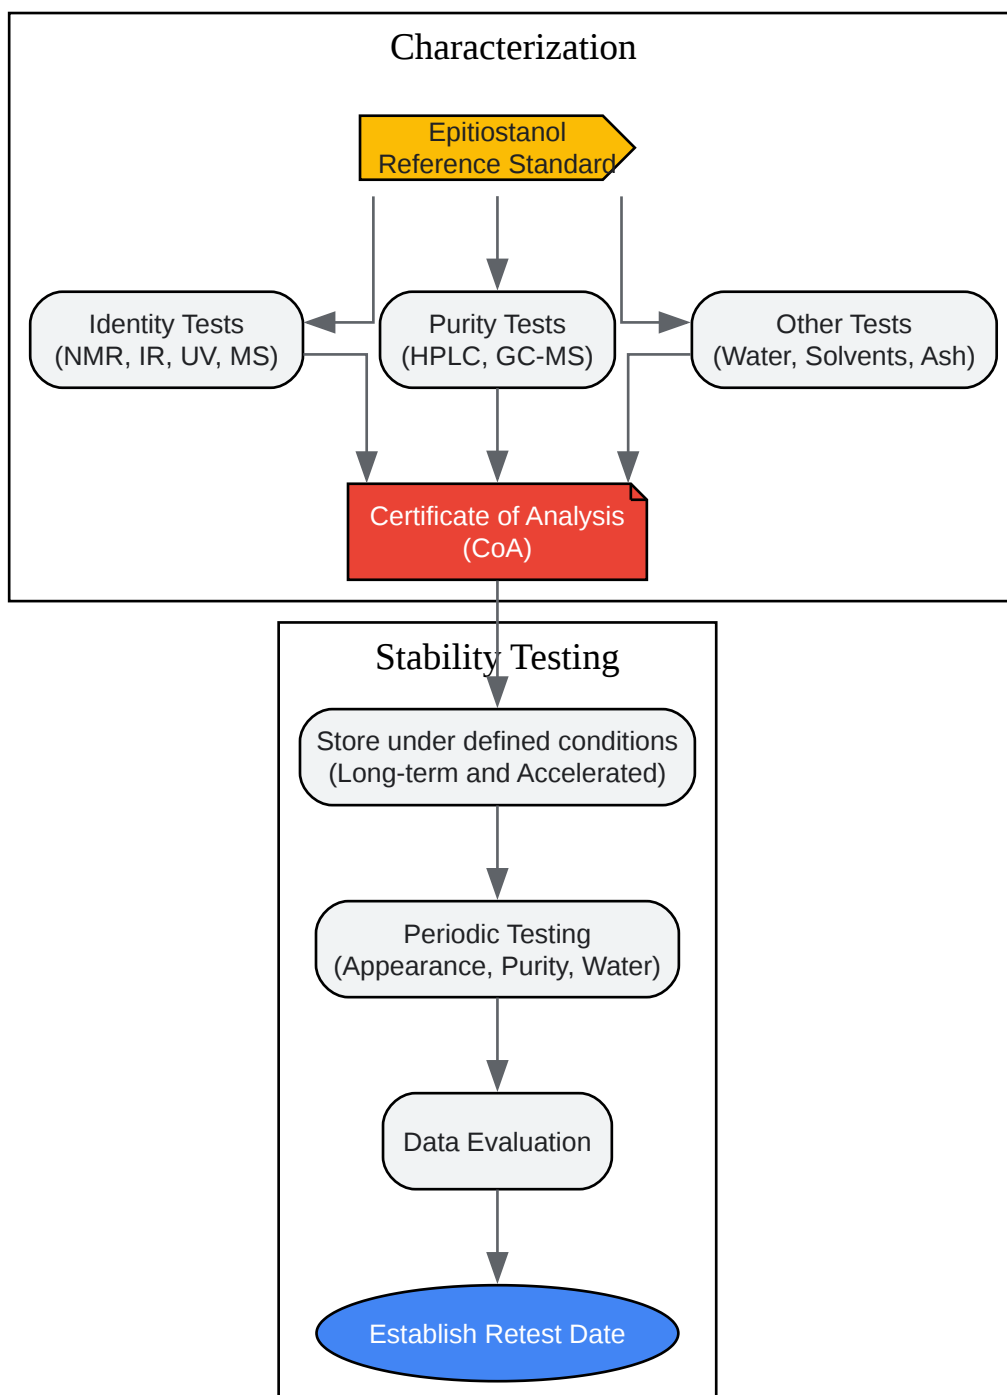 Characterization
Epitiostanol
Reference Standard
Identity Tests
(NMR, IR, UV, MS)
Purity Tests
(HPLC, GC-MS)
Other Tests
(Water, Solvents, Ash)
Certificate of Analysis
(CoA)
Stability Testing
Store under defined conditions
(Long-term and Accelerated)
Periodic Testing
(Appearance, Purity, Water)
Data Evaluation
Establish Retest Date